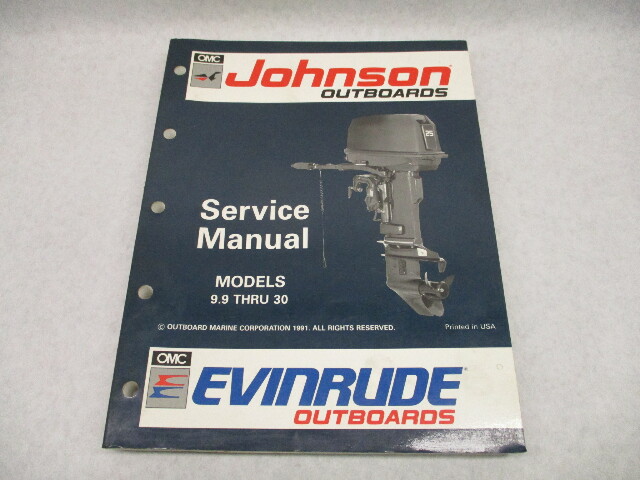 OMC
Johnson
OUTBOARDS
25
Service
Manual
MODELS
9.9 THRU 30
© OUTBOARD MARINE CORPORATION 1991. ALL RIGHTS RESERVED.
Printed in USA
OMC
EVINRUDE
OUTBOARDS